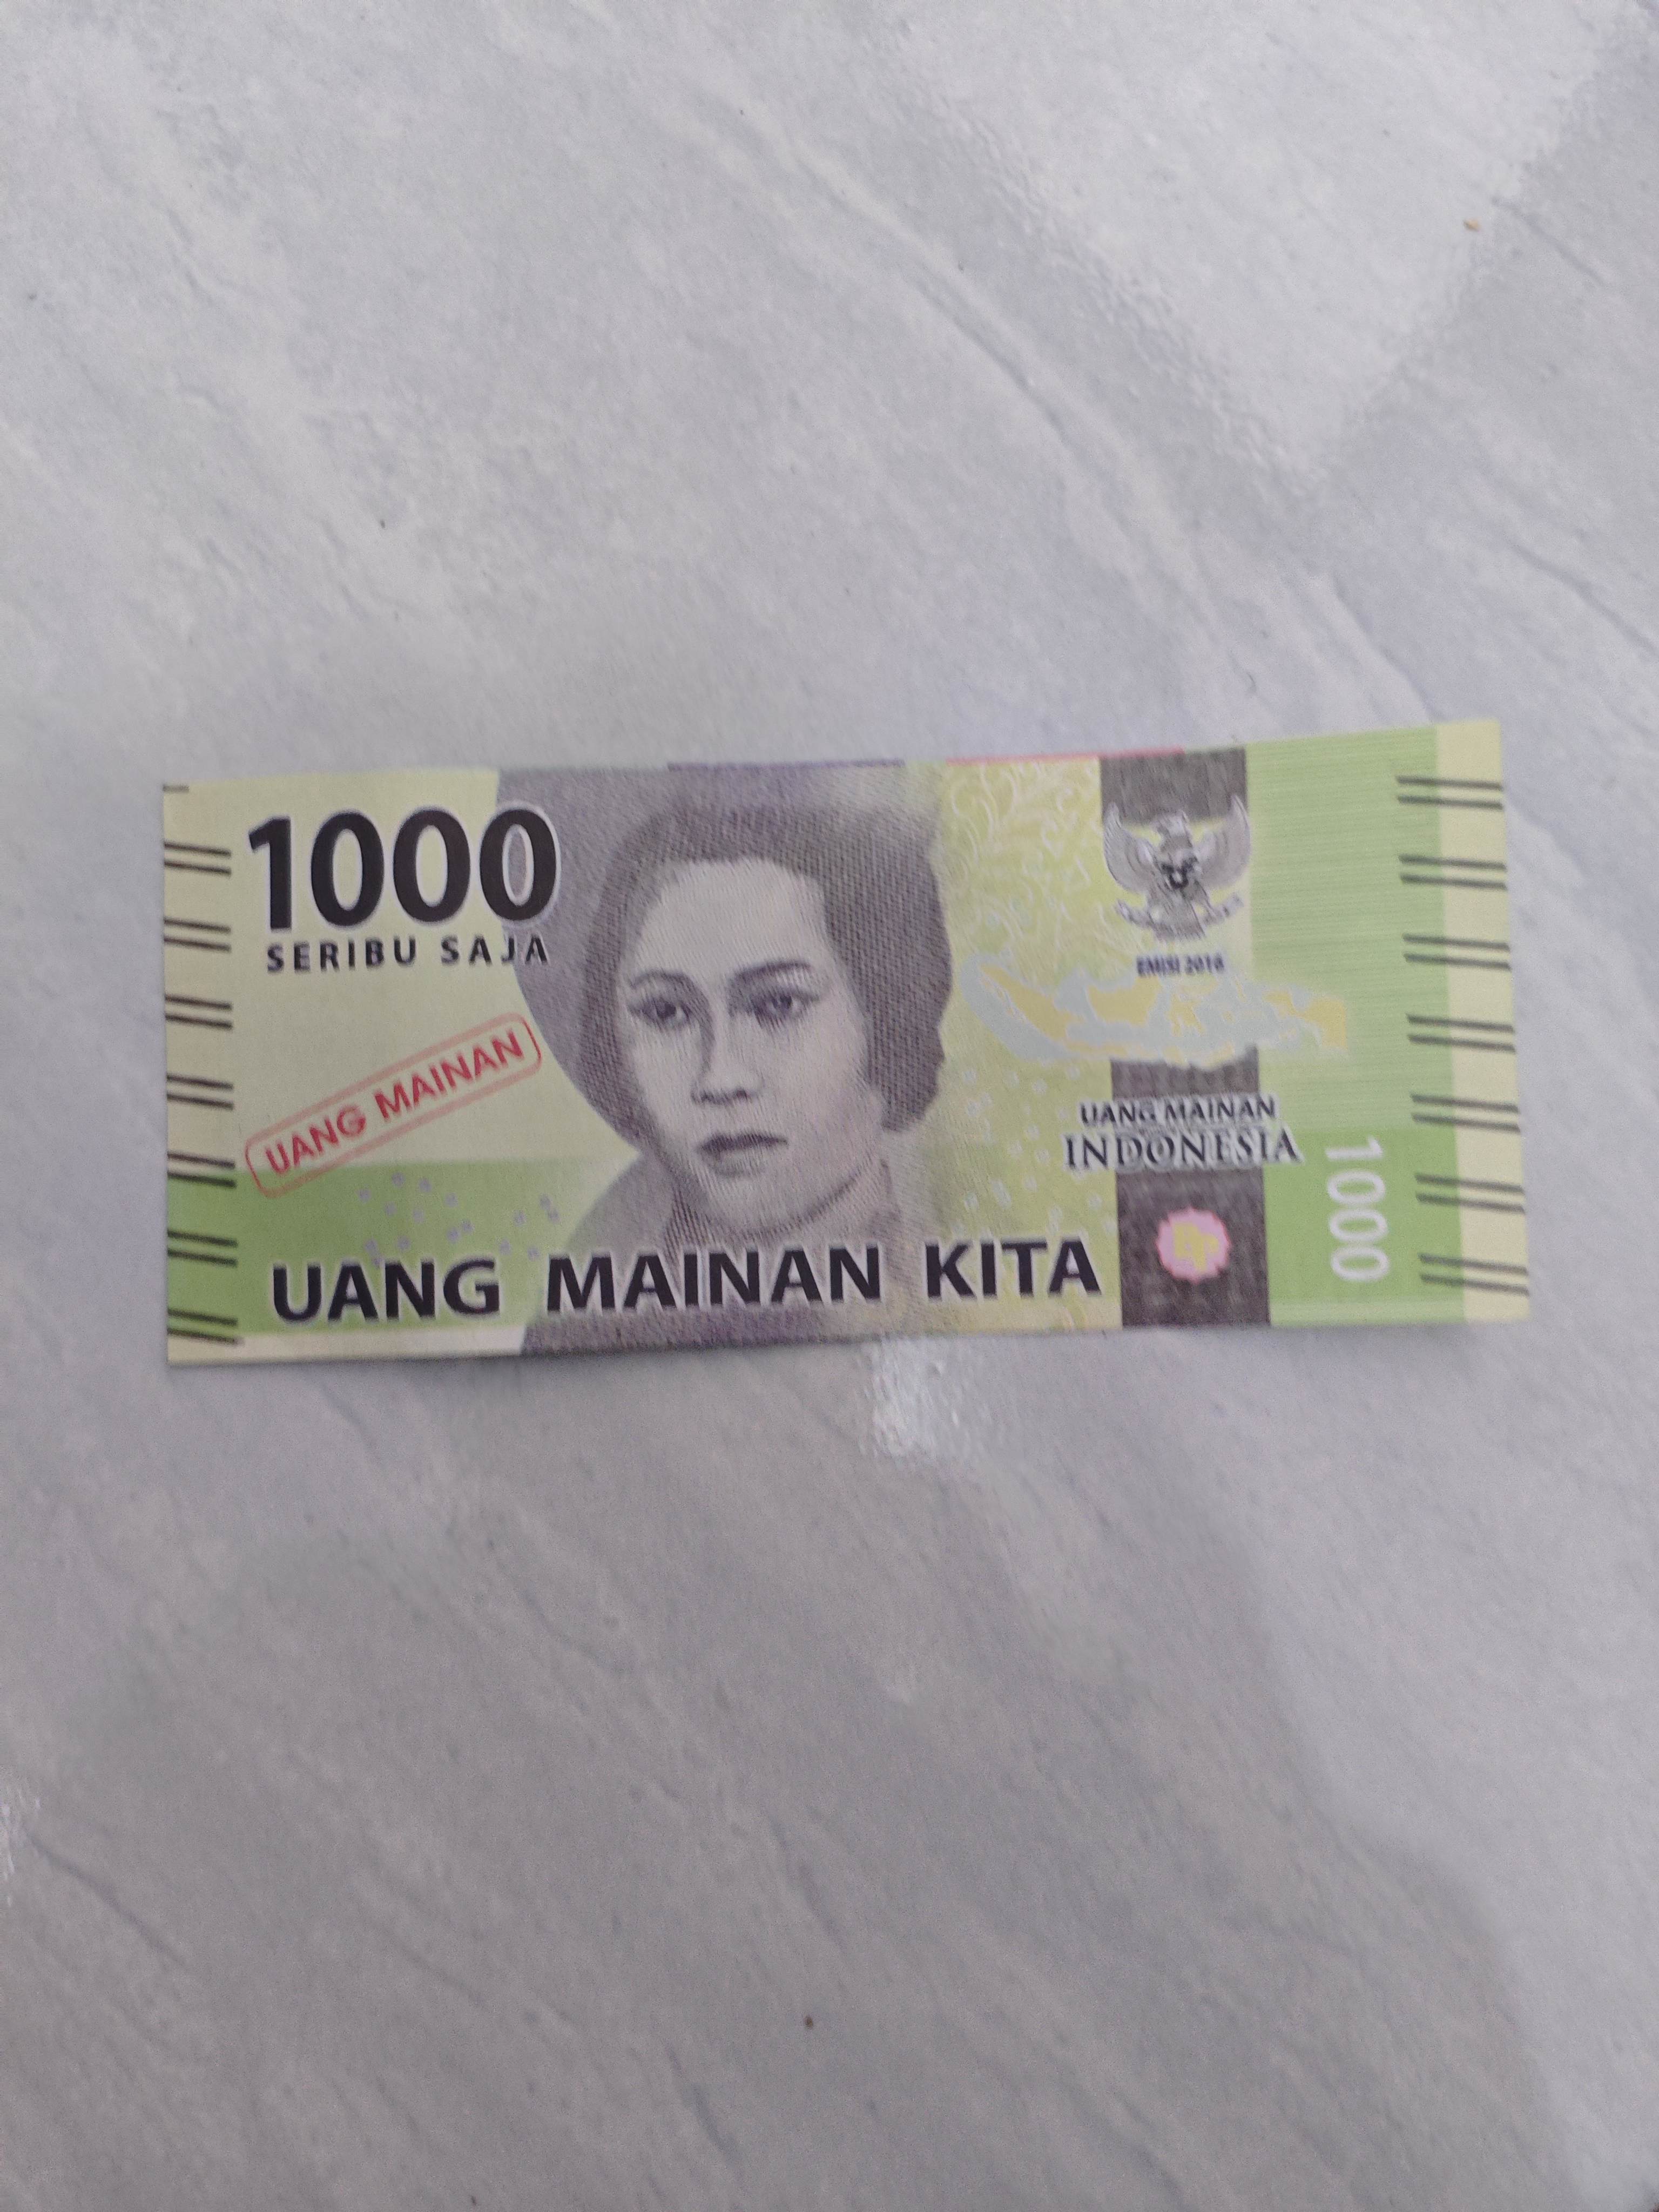 1000
SERIBU SAJA
UANG MAINAN
EMISI 2016
UANG MAINAN
INDONESIA
1000
UANG MAINAN KITA